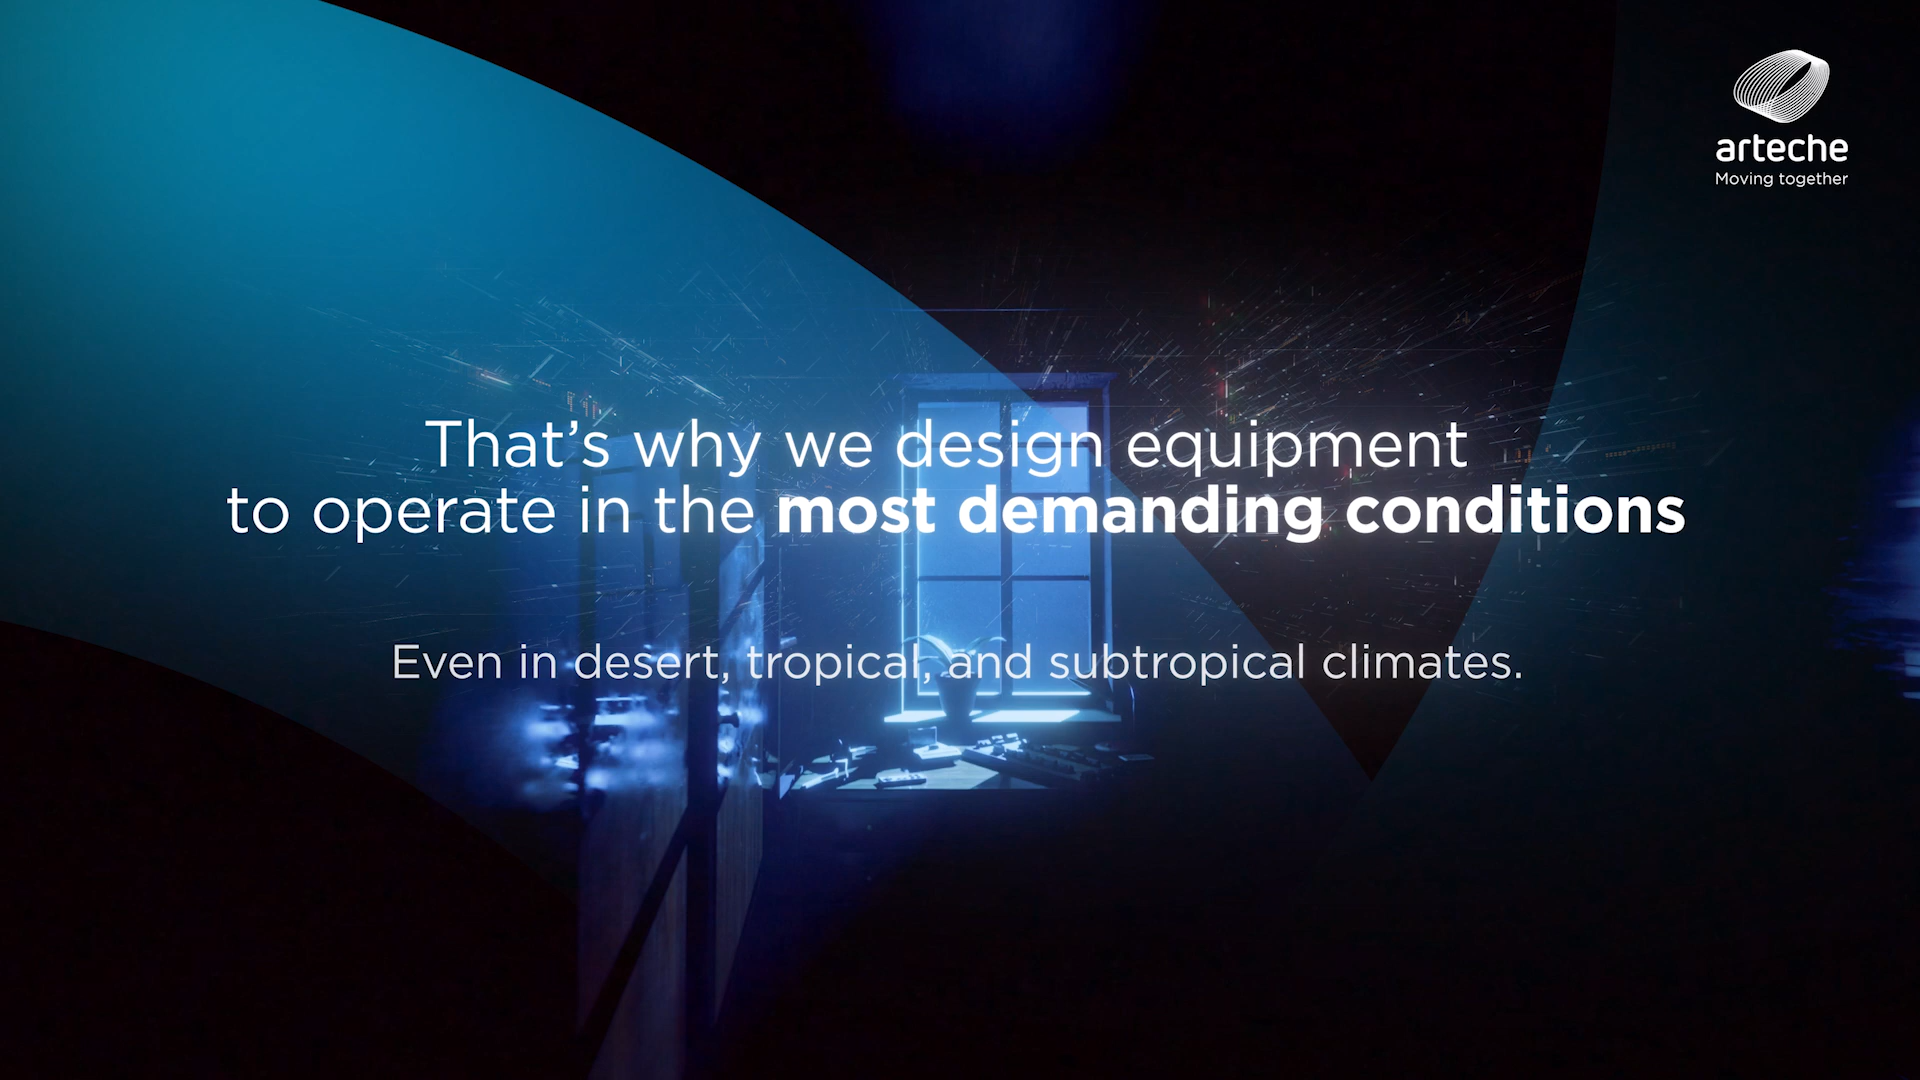 arteche
Moving together
That’s why we design equipment
to operate in the most demanding conditions
Even in desert, tropical, and subtropical climates.